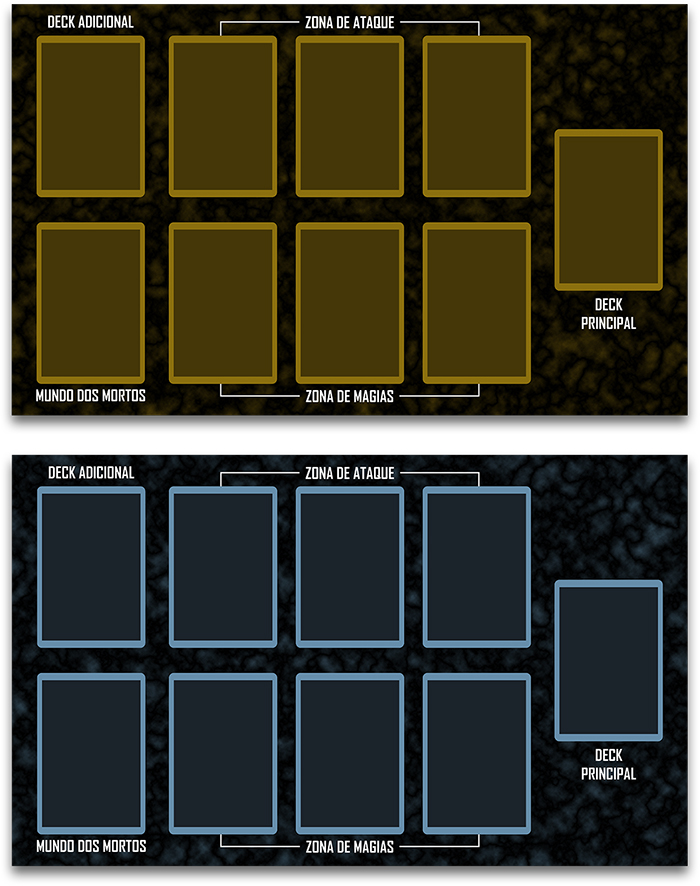 DECK ADICIONAL
ZONA DE ATAQUE
DECK
PRINCIPAL
MUNDO DOS MORTOS
ZONA DE MAGIAS
DECK ADICIONAL
ZONA DE ATAQUE
DECK
PRINCIPAL
MUNDO DOS MORTOS
ZONA DE MAGIAS